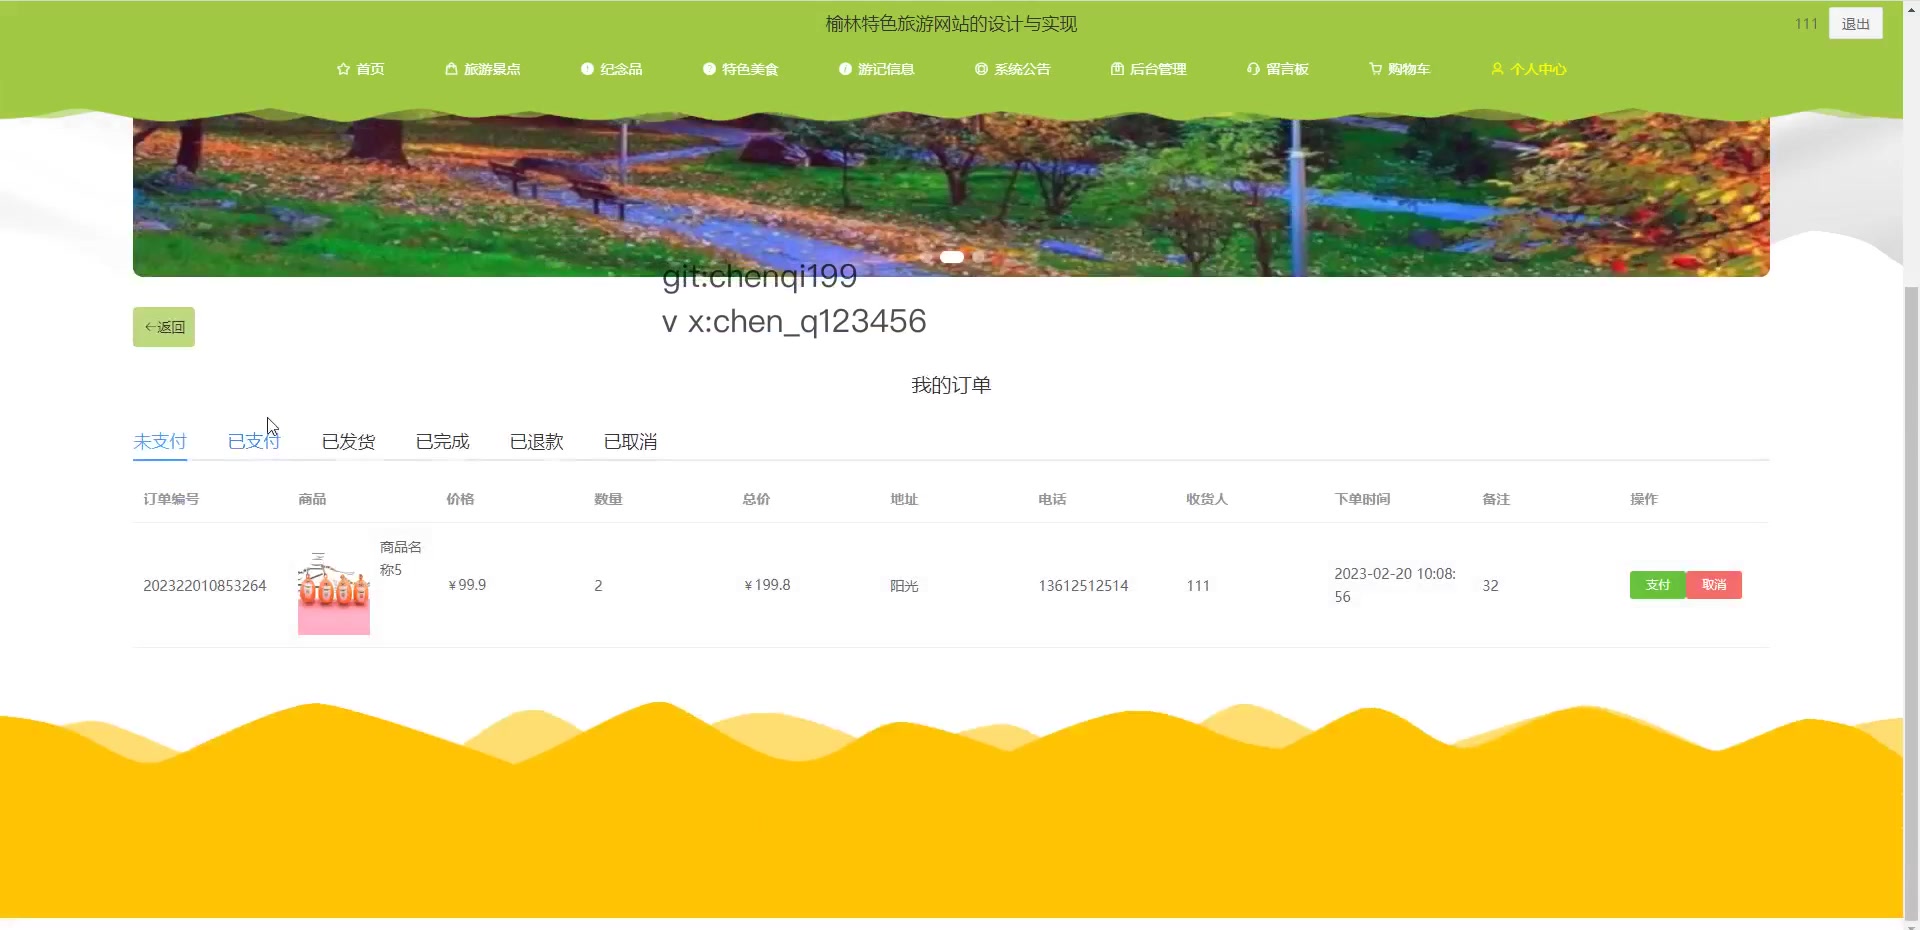 榆林特色旅游网站的设计与实现
111 退出
首页 旅游景点 纪念品 特色美食 游记信息 系统公告 后台管理 留言板 购物车 个人中心
git:chenqi199
v x:chen_q123456
←返回
我的订单
未支付 已支付 已发货 已完成 已退款 已取消
订单编号 商品 价格 数量 总价 地址 电话 收货人 下单时间 备注 操作
202322010853264 商品名
称5
￥99.9 2 ￥199.8 阳光 13612512514 111 2023-02-20 10:08:
56
32 支付 取消